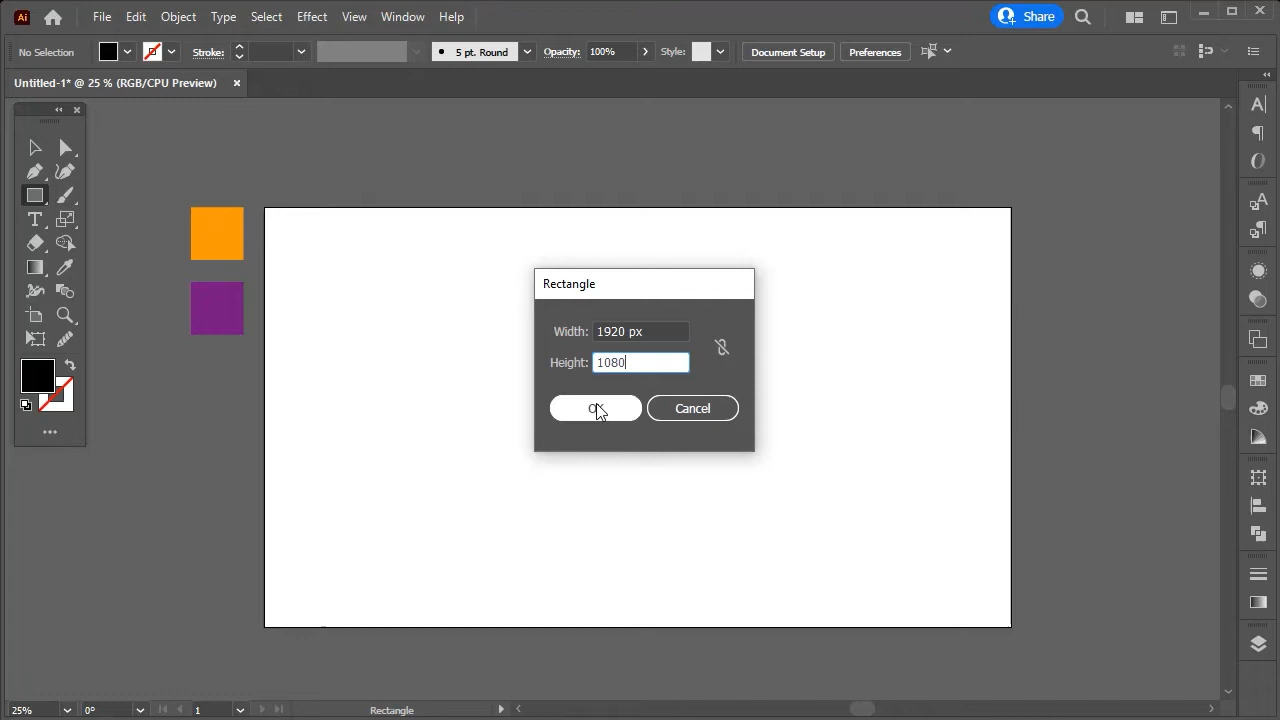 Ai File Edit Object Type Select Effect View Window Help Share
No Selection Stroke: 5 pt. Round Opacity: 100% Style: Document Setup Preferences
Untitled-1* @ 25 % (RGB/CPU Preview)
Rectangle
Width: 1920 px
Height: 1080
OK Cancel
25% 0° 1 Rectangle